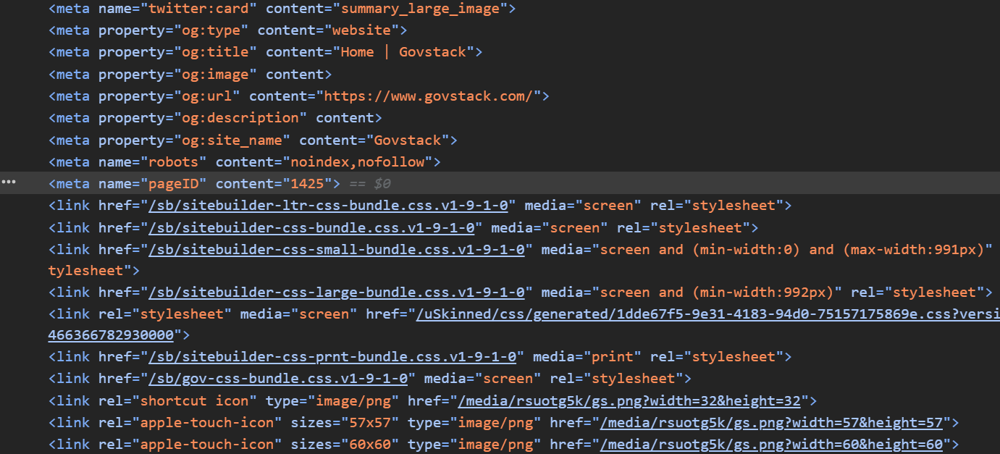 <meta name="twitter:card" content="summary_large_image">
<meta property="og:type" content="website">
<meta property="og:title" content="Home | Govstack">
<meta property="og:image" content>
<meta property="og:url" content="https://www.govstack.com/">
<meta property="og:description" content>
<meta property="og:site_name" content="Govstack">
<meta name="robots" content="noindex,nofollow">
<meta name="pageID" content="1425"> == $0
<link href="/sb/sitebuilder-ltr-css-bundle.css.v1-9-1-0" media="screen" rel="stylesheet">
<link href="/sb/sitebuilder-css-bundle.css.v1-9-1-0" media="screen" rel="stylesheet">
<link href="/sb/sitebuilder-css-small-bundle.css.v1-9-1-0" media="screen and (min-width:0) and (max-width:991px)"
tylesheet">
<link href="/sb/sitebuilder-css-large-bundle.css.v1-9-1-0" media="screen and (min-width:992px)" rel="stylesheet">
<link rel="stylesheet" media="screen" href="/uSkinned/css/generated/1dde67f5-9e31-4183-94d0-75157175869e.css?versi
466366782930000">
<link href="/sb/sitebuilder-css-prnt-bundle.css.v1-9-1-0" media="print" rel="stylesheet">
<link href="/sb/gov-css-bundle.css.v1-9-1-0" media="screen" rel="stylesheet">
<link rel="shortcut icon" type="image/png" href="/media/rsuotg5k/gs.png?width=32&height=32">
<link rel="apple-touch-icon" sizes="57x57" type="image/png" href="/media/rsuotg5k/gs.png?width=57&height=57">
<link rel="apple-touch-icon" sizes="60x60" type="image/png" href="/media/rsuotg5k/gs.png?width=60&height=60">